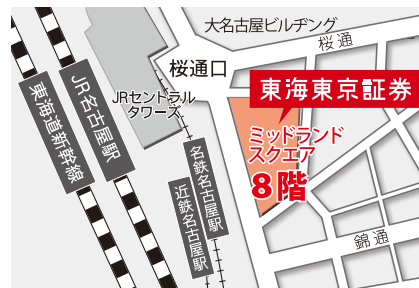 大名古屋ビルヂング
桜通
桜通口
東海東京証券
JRセントラル
タワーズ
ミッドランド
スクエア
8階
JR名古屋駅
東海道新幹線
名鉄名古屋駅
近鉄名古屋駅
錦通